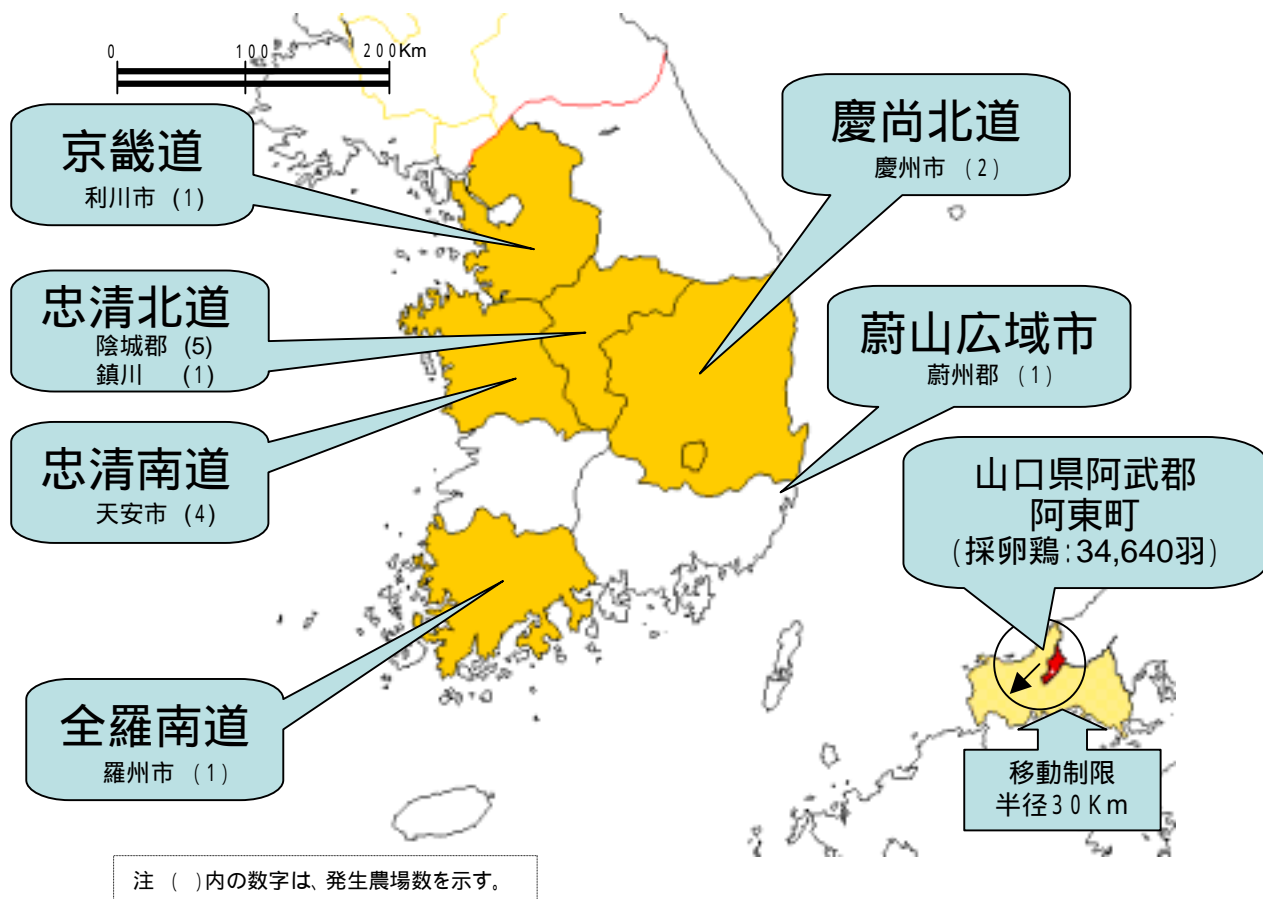 0 100 200Km
京畿道
利川市 (1)
慶尚北道
慶州市 (2)
忠清北道
陰城郡 (5)
鎮川 (1)
蔚山広域市
蔚州郡 (1)
忠清南道
天安市 (4)
山口県阿武郡
阿東町
(採卵鶏:34,640羽)
全羅南道
羅州市 (1)
移動制限
半径30Km
注 ( )内の数字は、発生農場数を示す。